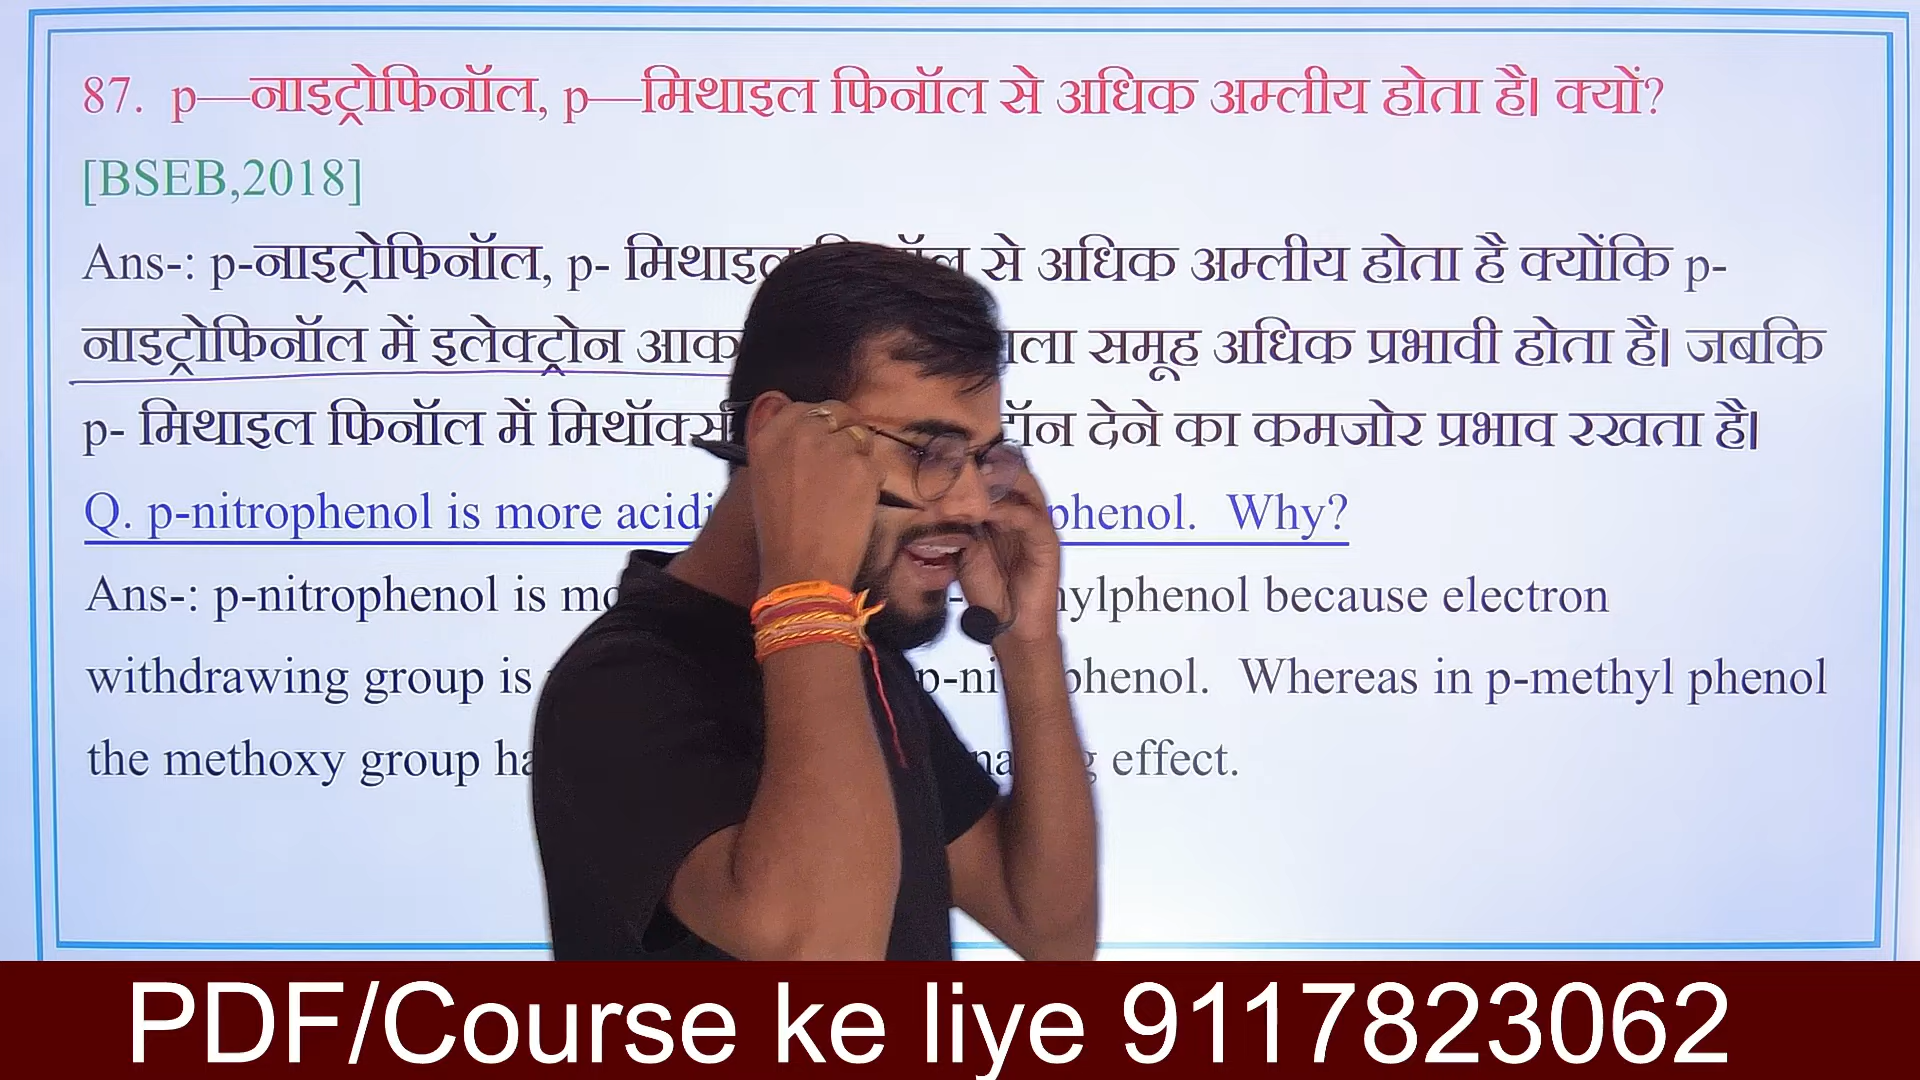 87. p—नाइट्रोफिनॉल, p—मिथाइल फिनॉल से अधिक अम्लीय होता है। क्यों?
[BSEB,2018]
Ans-: p-नाइट्रोफिनॉल, p- से अधिक अम्लीय होता है क्योंकि p-
नाइट्रोफिनॉल में इलेक्ट्रोन समूह अधिक प्रभावी होता है। जबकि
p- मिथाइल फिनॉल में देने का कमजोर प्रभाव रखता है।
Q. p-nitrophenol is more phenol. Why?
Ans-: p-nitrophenol is because electron
withdrawing group is Whereas in p-methyl phenol
the methoxy group effect.
PDF/Course ke liye 9117823062